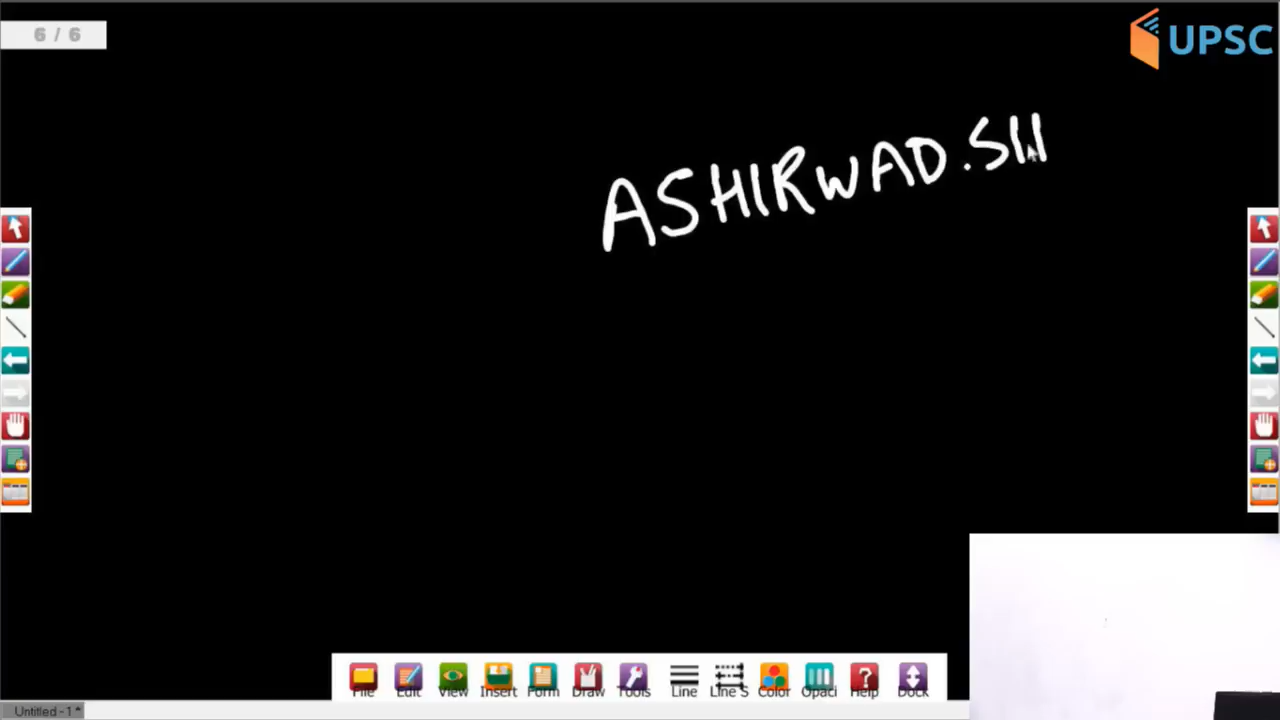 6 / 6
UPSC
ASHIRWAD.SH
File Edit View Insert Form Draw Tools Line Line S Color Opaci Help Dock
Untitled - 1 *